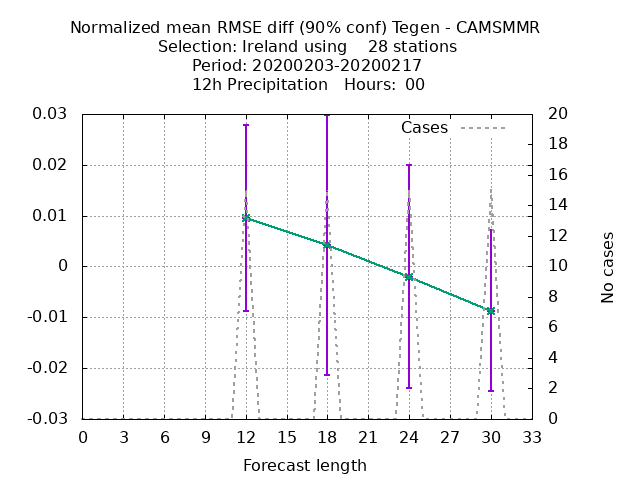 Normalized mean RMSE diff (90% conf) Tegen - CAMSMMR
Selection: Ireland using 28 stations
Period: 20200203-20200217
12h Precipitation Hours: 00
Cases
0.03
0.02
0.01
0
-0.01
-0.02
-0.03
20
18
16
14
12
10
8
6
4
2
0
No cases
0 3 6 9 12 15 18 21 24 27 30 33
Forecast length